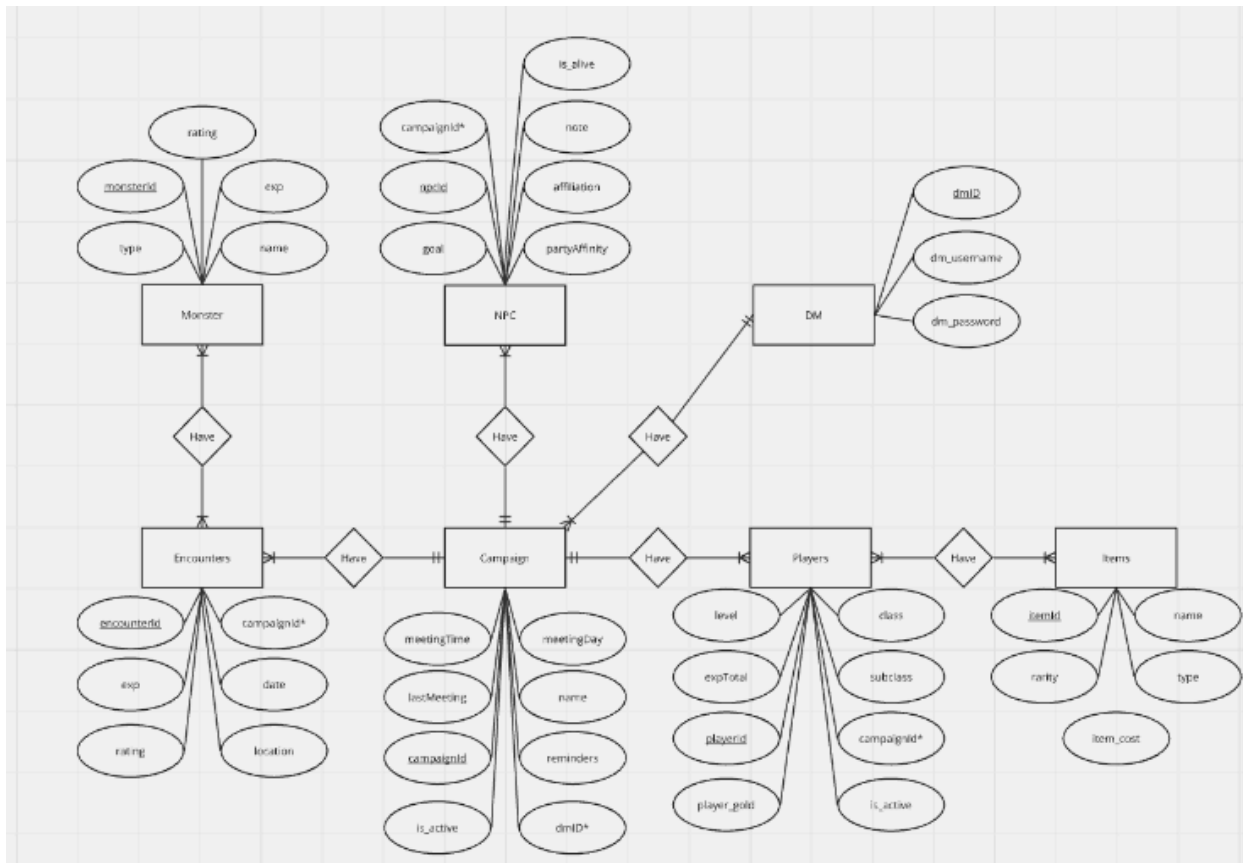 is_alive
rating
campaignId*
note
monsterId
exp
npcId
affiliation
dmID
type
name
goal
partyAffinity
dm_username
Monster
NPC
DM
dm_password
Have
Have
Have
Encounters
Have
Campaign
Have
Players
Have
Items
encounterId
campaignId*
meetingTime
meetingDay
level
class
itemId
name
exp
date
lastMeeting
name
expTotal
subclass
rarity
type
rating
location
campaignId
reminders
playerId
campaignId*
item_cost
is_active
dmID*
player_gold
is_active